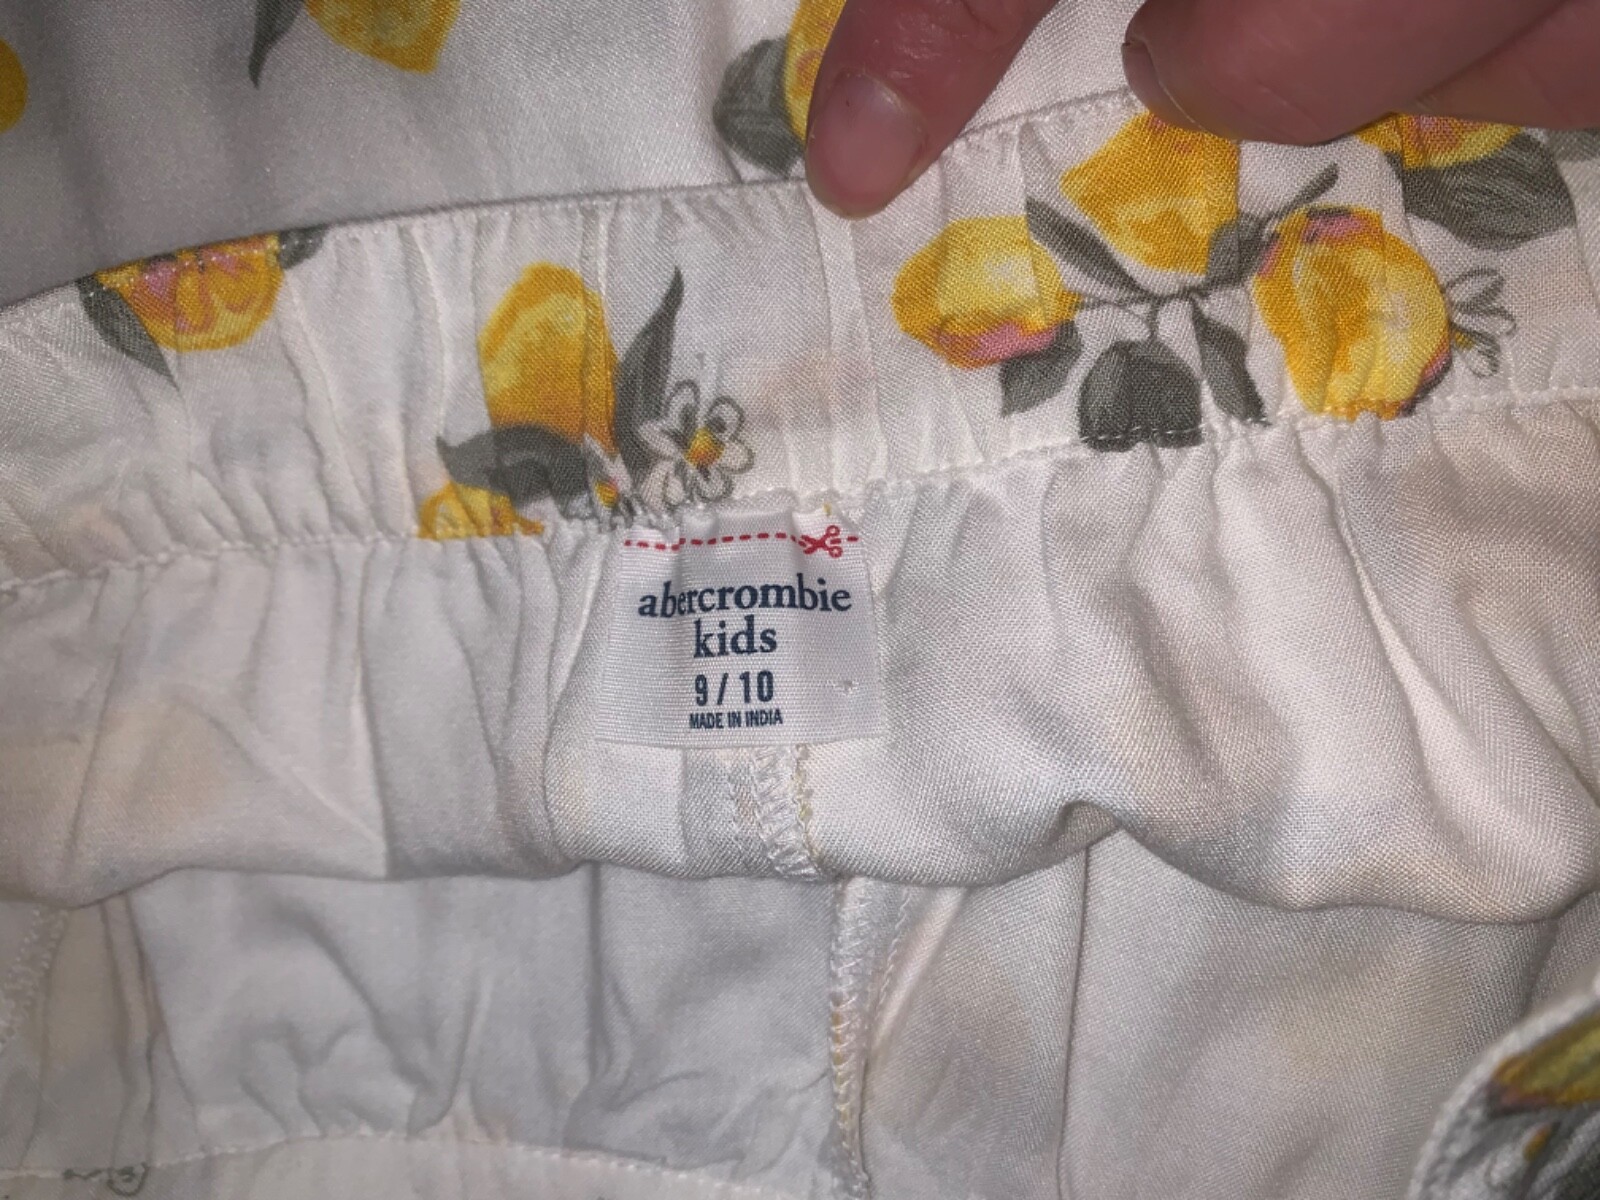 abercrombie
kids
9 / 10
MADE IN INDIA